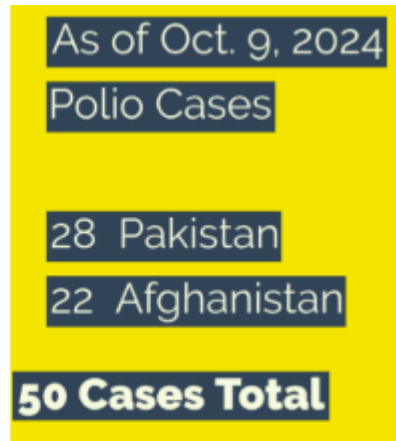 As of Oct. 9, 2024
Polio Cases
28 Pakistan
22 Afghanistan
50 Cases Total